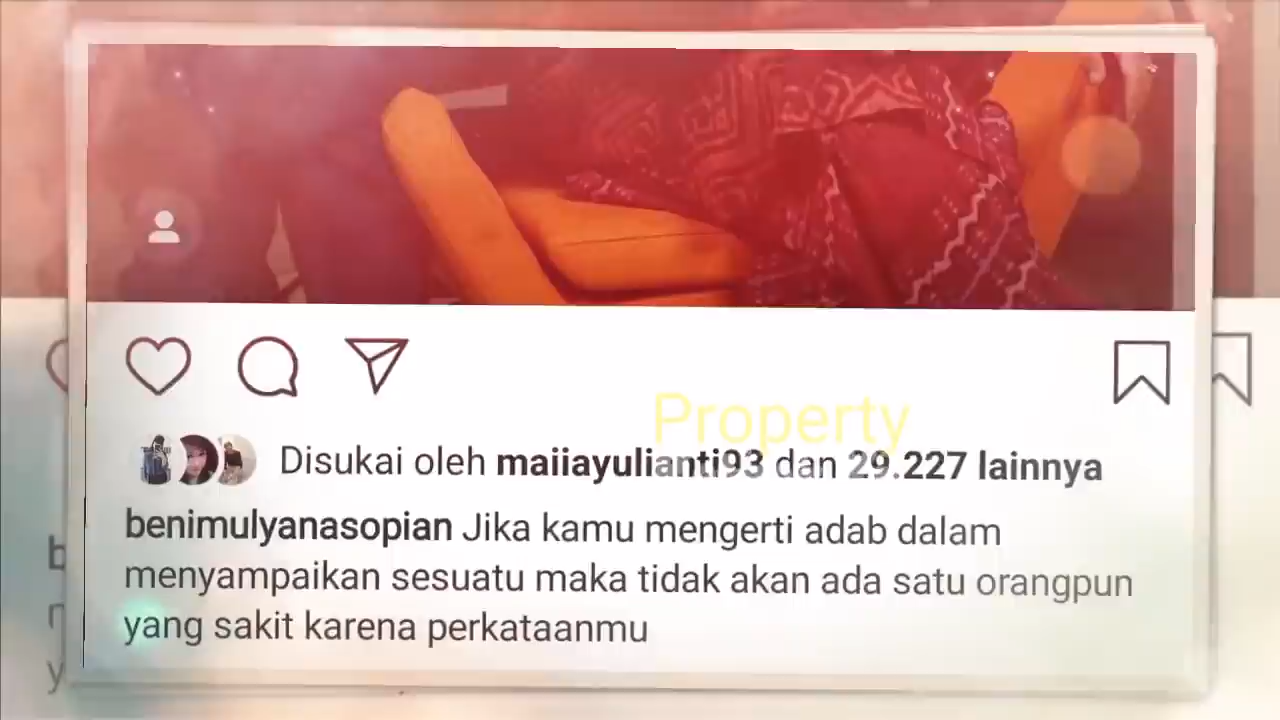 Property
Disukai oleh maiiayulianti93 dan 29.227 lainnya
benimulyanasopian Jika kamu mengerti adab dalam
menyampaikan sesuatu maka tidak akan ada satu orangpun
yang sakit karena perkataanmu